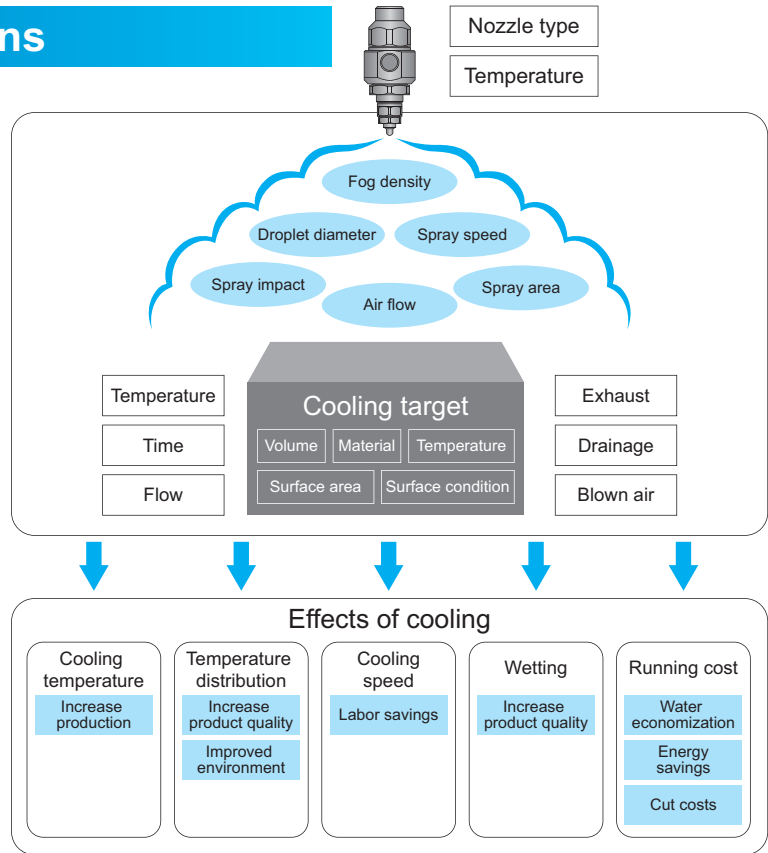 ns
Nozzle type
Temperature
Fog density
Droplet diameter
Spray speed
Spray impact
Air flow
Spray area
Temperature
Time
Flow
Cooling target
Volume
Material
Temperature
Surface area
Surface condition
Exhaust
Drainage
Blown air
Effects of cooling
Cooling
temperature
Increase
production
Temperature
distribution
Increase
product quality
Improved
environment
Cooling
speed
Labor savings
Wetting
Increase
product quality
Running cost
Water
economization
Energy
savings
Cut costs